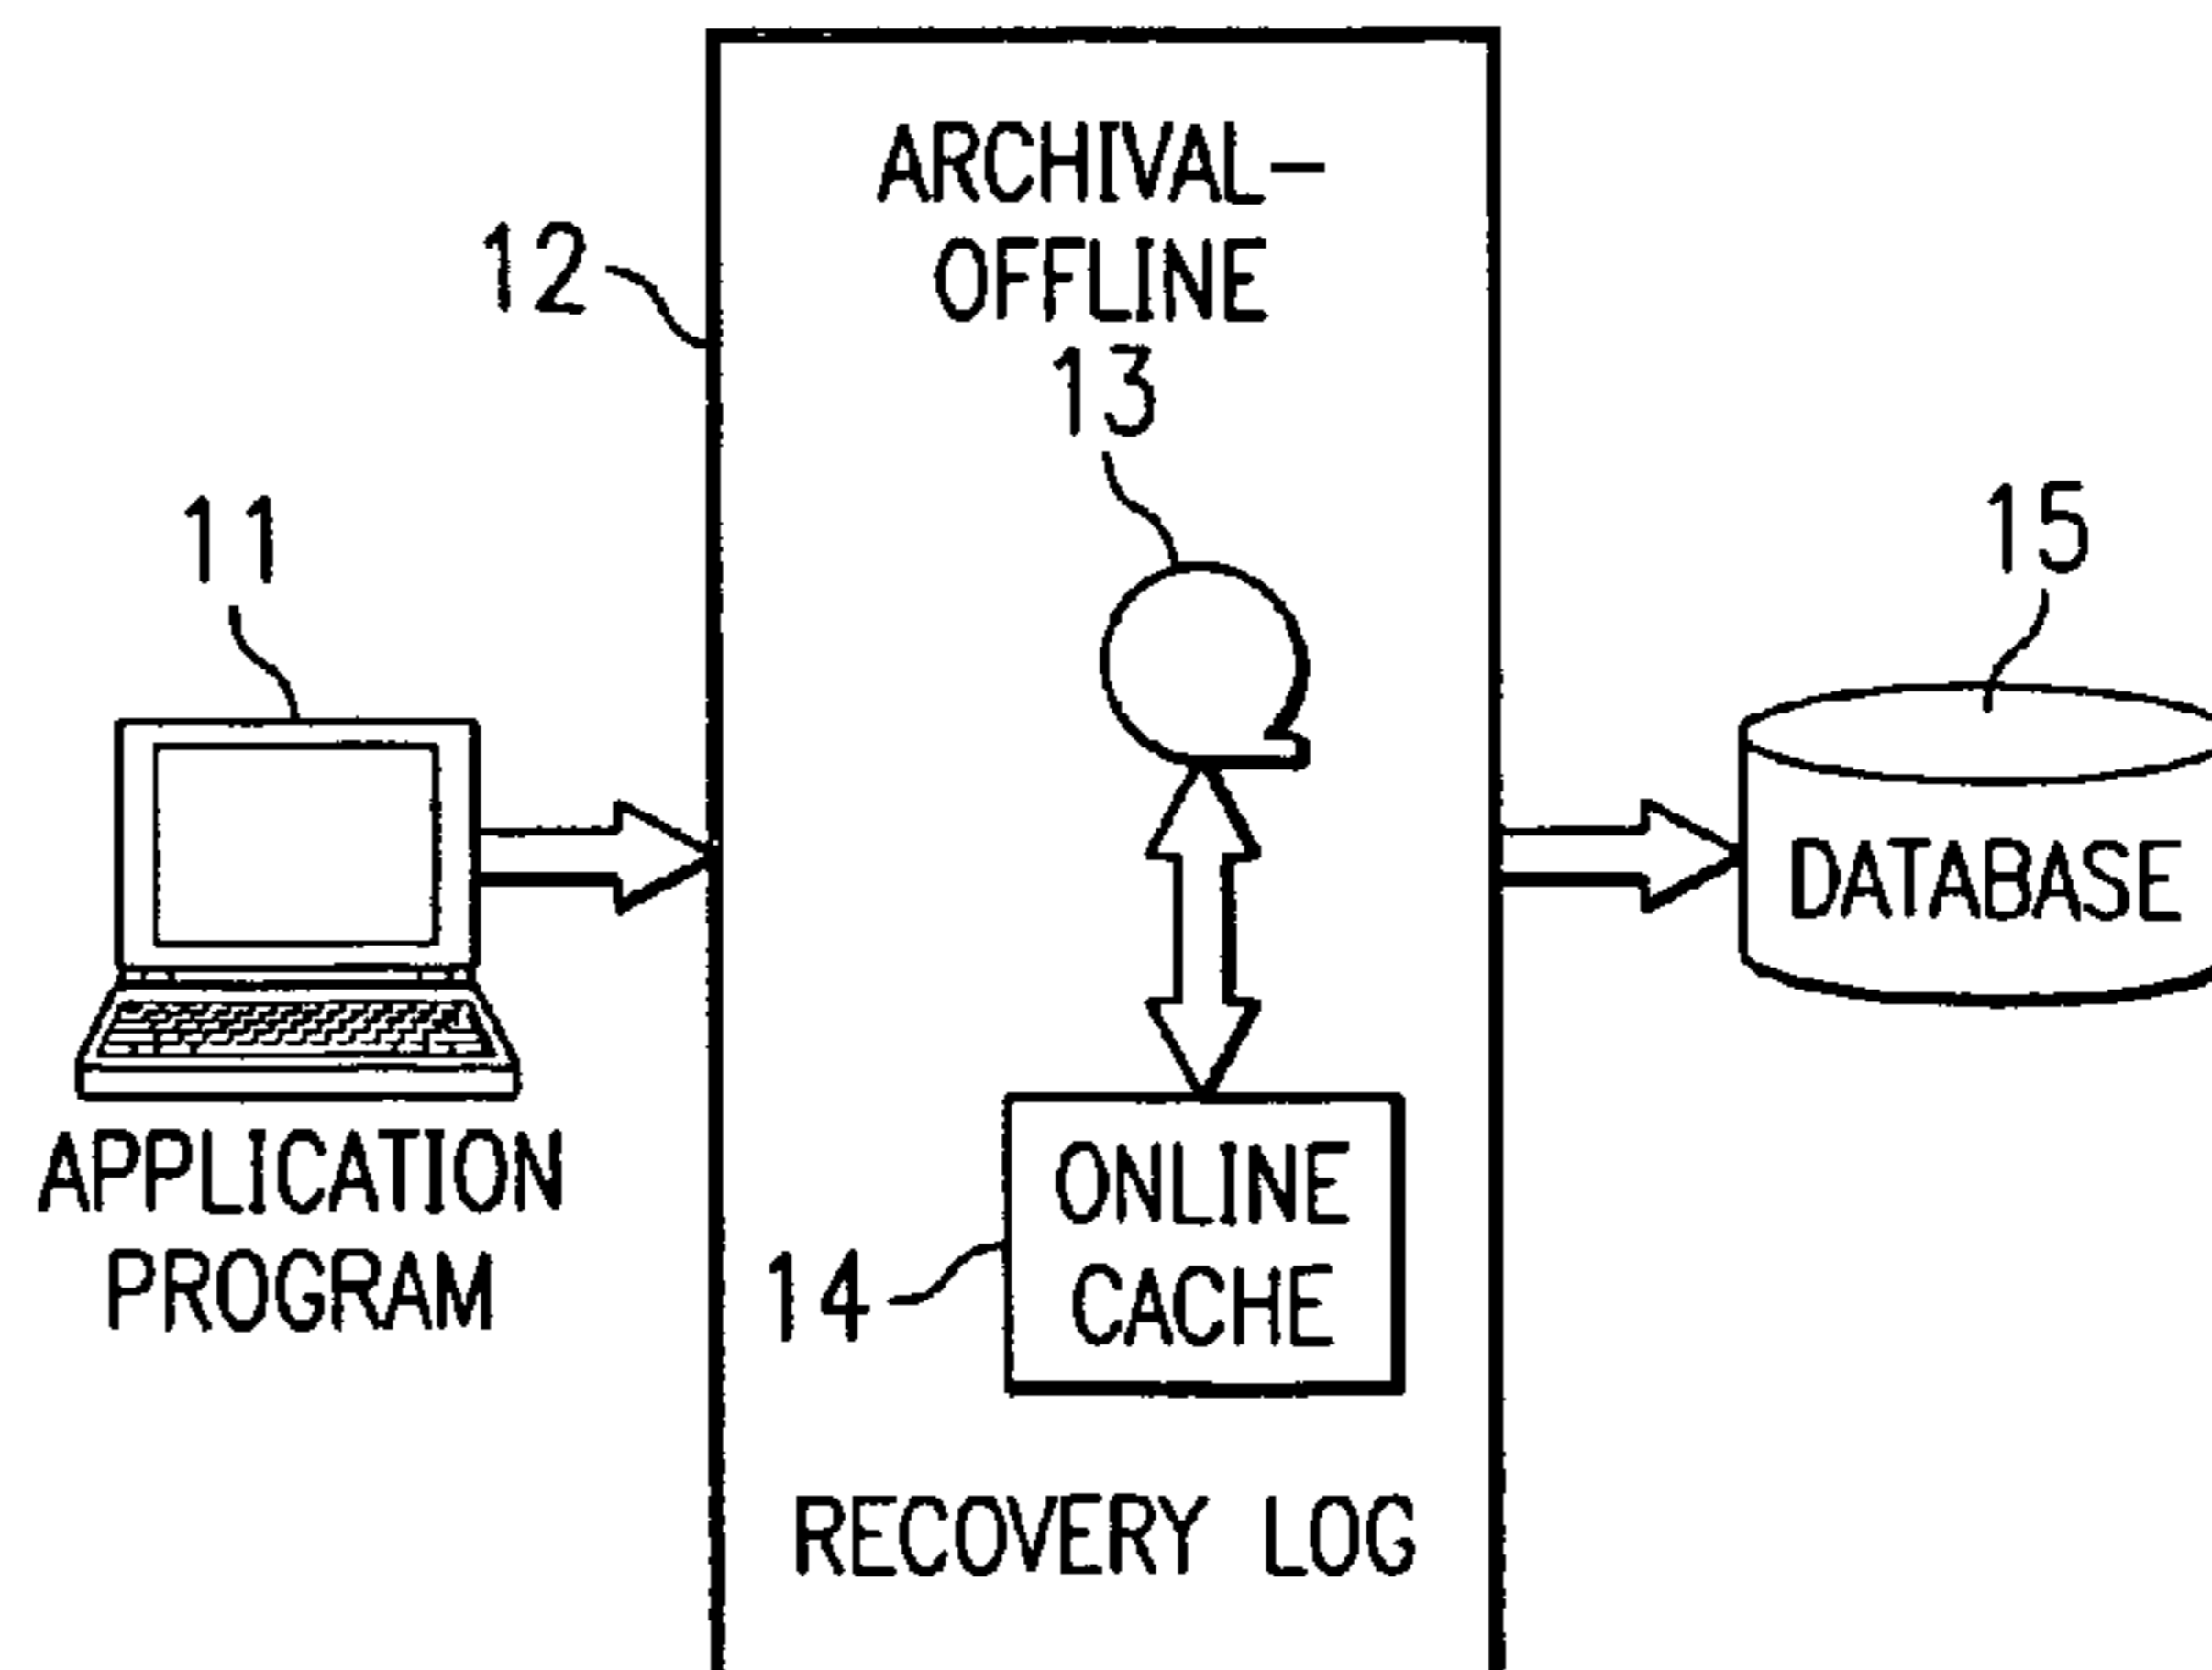 ARCHIVAL-
OFFLINE
12
13
11
15
DATABASE
APPLICATION
PROGRAM
ONLINE
CACHE
14
RECOVERY LOG